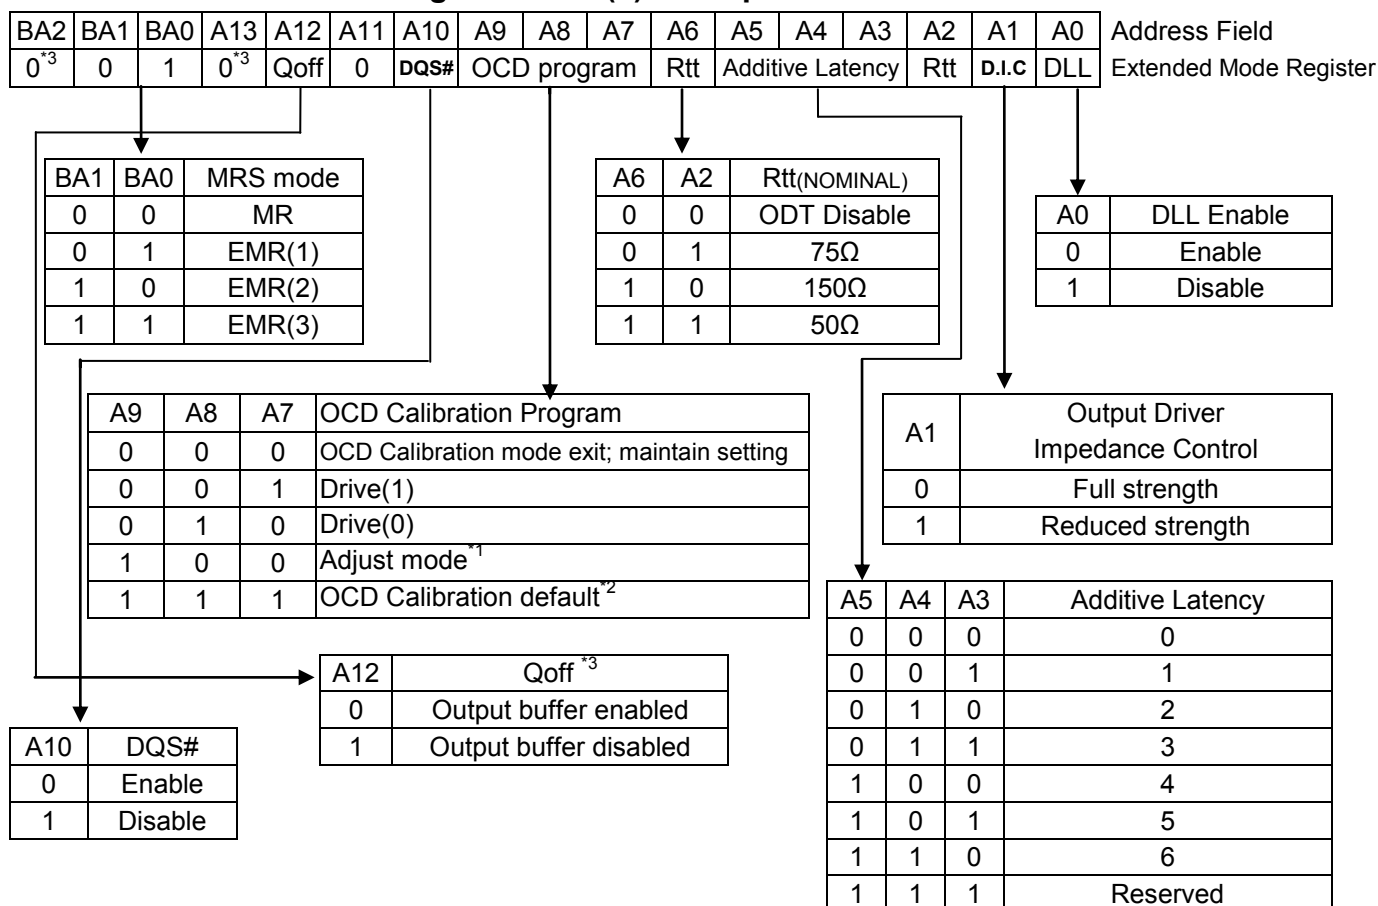 BA2 BA1 BA0 A13 A12 A11 A10 A9 A8 A7 A6 A5 A4 A3 A2 A1 A0 Address Field
0*3 0 1 0*3 Qoff 0 DQS# OCD program Rtt Additive Latency Rtt D.I.C DLL Extended Mode Register
BA1 BA0 MRS mode
0 0 MR
0 1 EMR(1)
1 0 EMR(2)
1 1 EMR(3)
A6 A2 Rtt(NOMINAL)
0 0 ODT Disable
0 1 75Ω
1 0 150Ω
1 1 50Ω
A0 DLL Enable
0 Enable
1 Disable
A9 A8 A7 OCD Calibration Program
0 0 0 OCD Calibration mode exit; maintain setting
0 0 1 Drive(1)
0 1 0 Drive(0)
1 0 0 Adjust mode*1
1 1 1 OCD Calibration default*2
A1 Output Driver
Impedance Control
0 Full strength
1 Reduced strength
A12 Qoff *3
0 Output buffer enabled
1 Output buffer disabled
A10 DQS#
0 Enable
1 Disable
A5 A4 A3 Additive Latency
0 0 0 0
0 0 1 1
0 1 0 2
0 1 1 3
1 0 0 4
1 0 1 5
1 1 0 6
1 1 1 Reserved